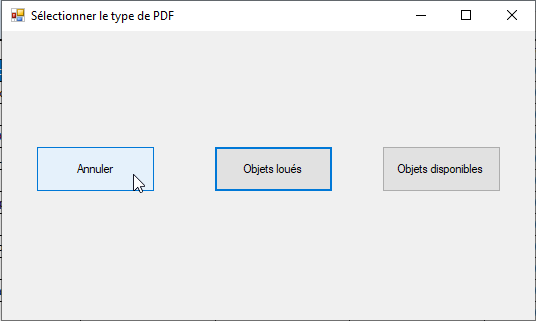 Sélectionner le type de PDF
Annuler
Objets loués
Objets disponibles